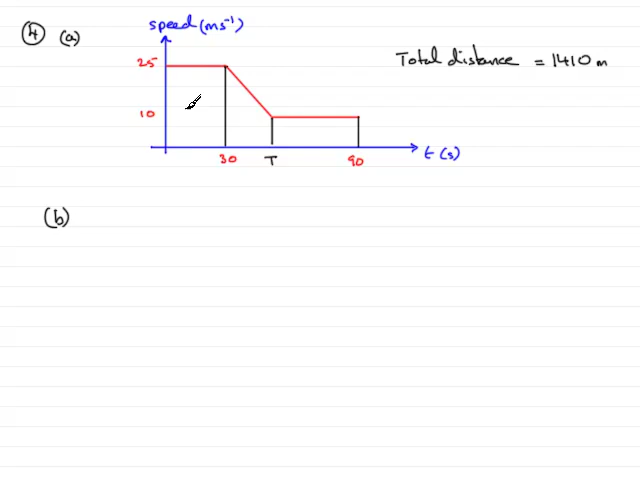 4 (a)
speed (ms⁻¹)
Total distance = 1410 m
25
10
30 T 90 t (s)
(b)